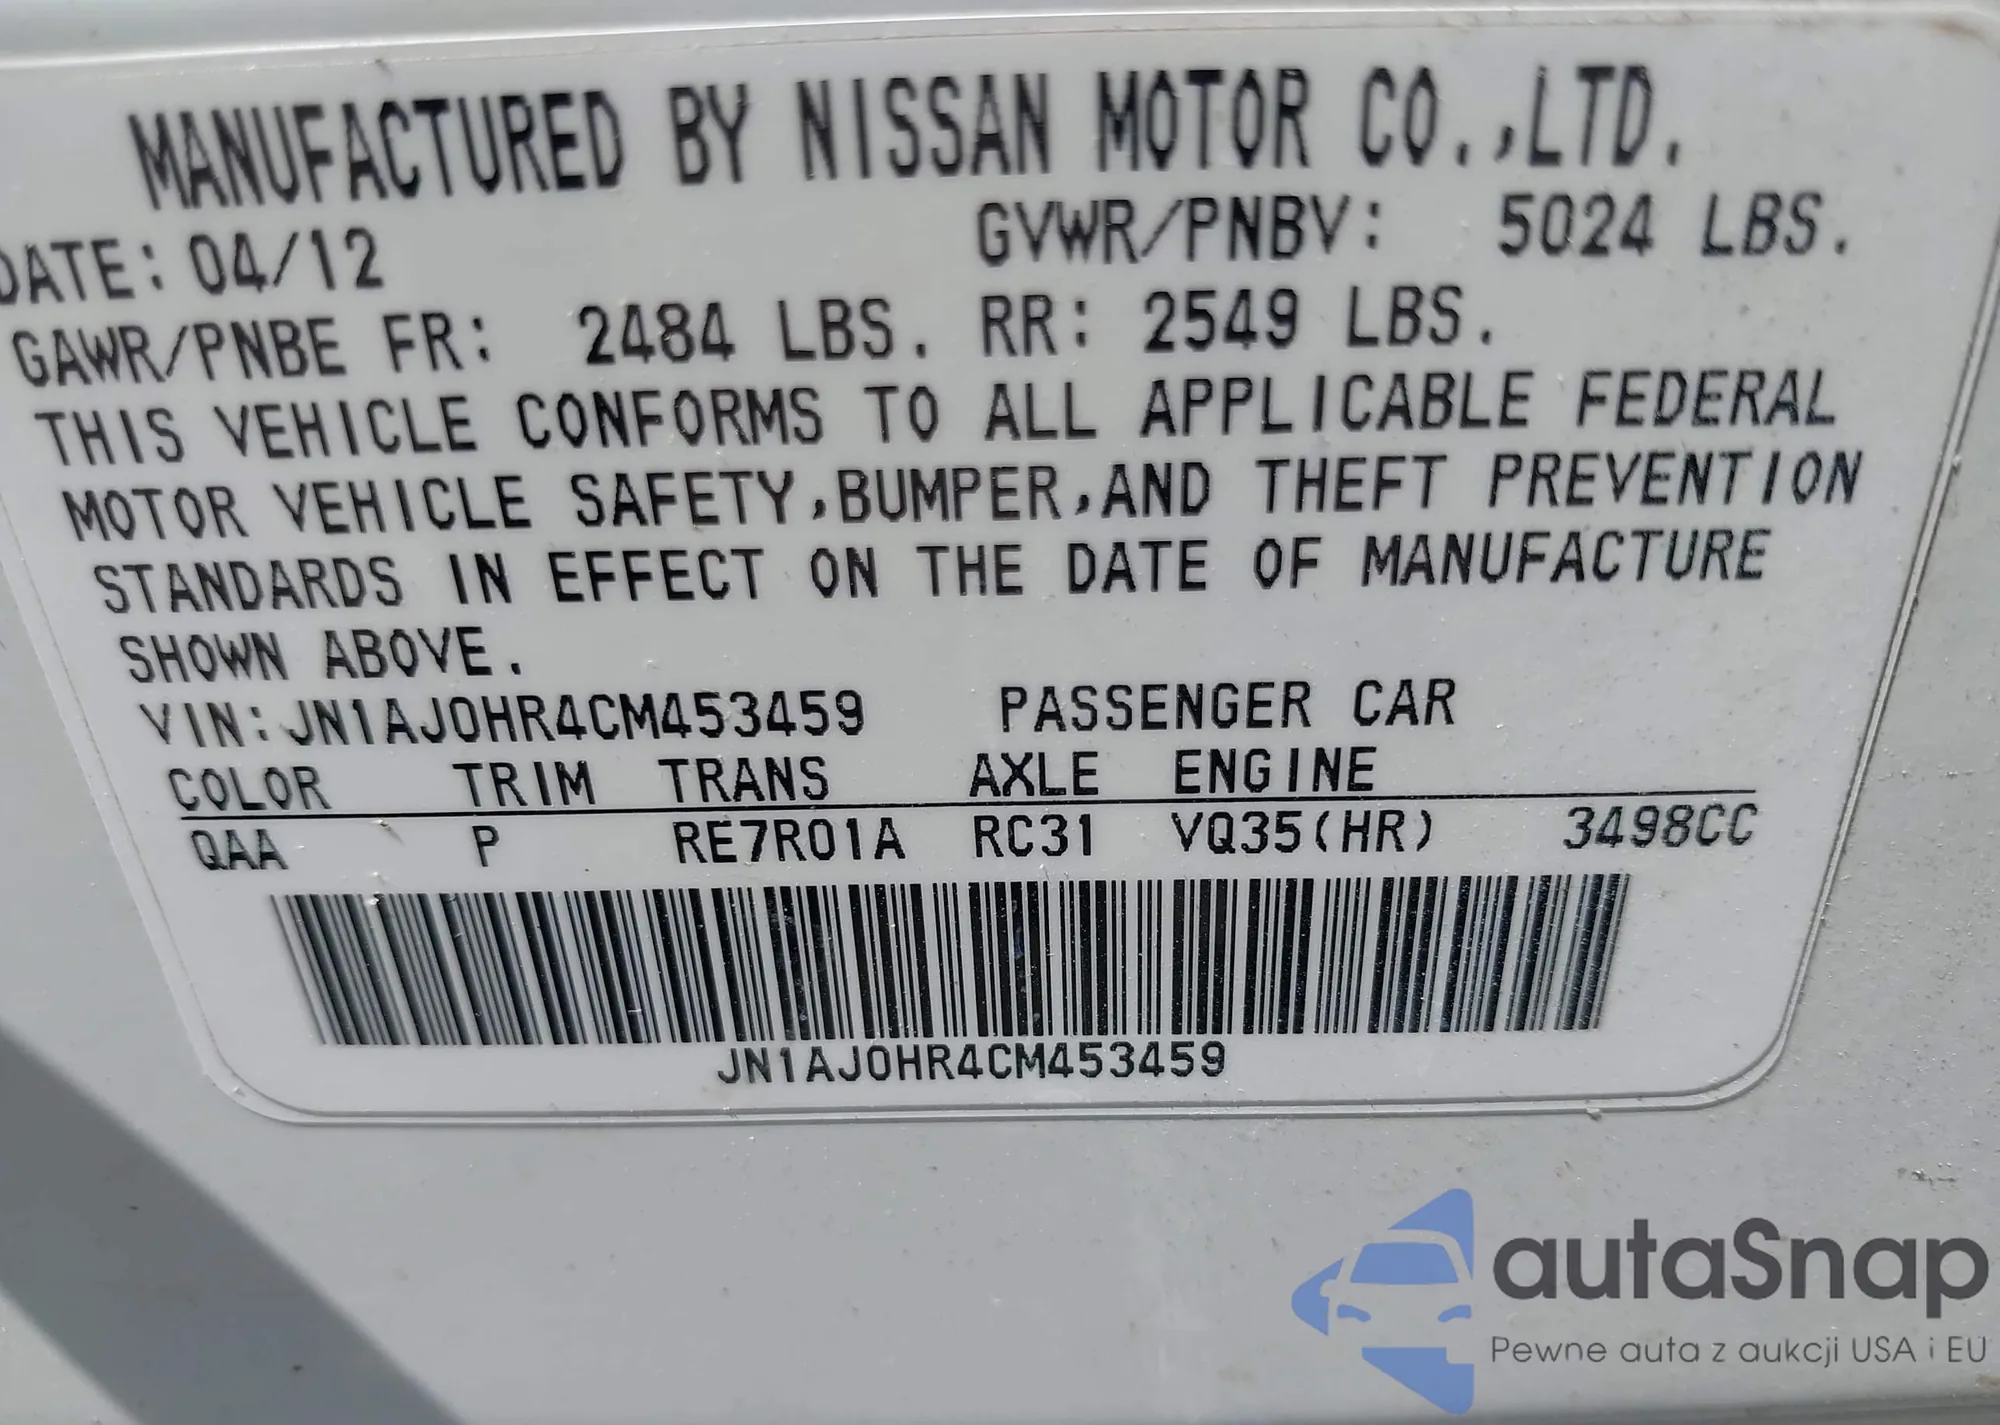 MANUFACTURED BY NISSAN MOTOR CO.,LTD.
DATE: 04/12 GVWR/PNBV: 5024 LBS.
GAWR/PNBE FR: 2484 LBS. RR: 2549 LBS.
THIS VEHICLE CONFORMS TO ALL APPLICABLE FEDERAL
MOTOR VEHICLE SAFETY,BUMPER,AND THEFT PREVENTION
STANDARDS IN EFFECT ON THE DATE OF MANUFACTURE
SHOWN ABOVE.
VIN:JN1AJ0HR4CM453459 PASSENGER CAR
COLOR TRIM TRANS AXLE ENGINE
QAA P RE7R01A RC31 VQ35(HR) 3498CC
JN1AJ0HR4CM453459
autaSnap
Pewne auta z aukcji USA i EU